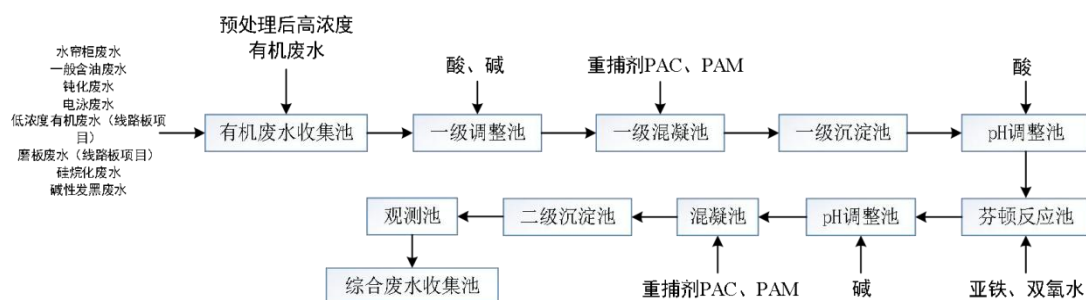 预处理后高浓度
有机废水
水帘柜废水
一般含油废水
钝化废水
电泳废水
低浓度有机废水（线路板项
目）
磨板废水（线路板项目）
硅烷化废水
碱性发黑废水
酸、碱
重捕剂PAC、PAM
酸
有机废水收集池
一级调整池
一级混凝池
一级沉淀池
pH调整池
观测池
二级沉淀池
混凝池
pH调整池
芬顿反应池
综合废水收集池
重捕剂PAC、PAM
碱
亚铁、双氧水